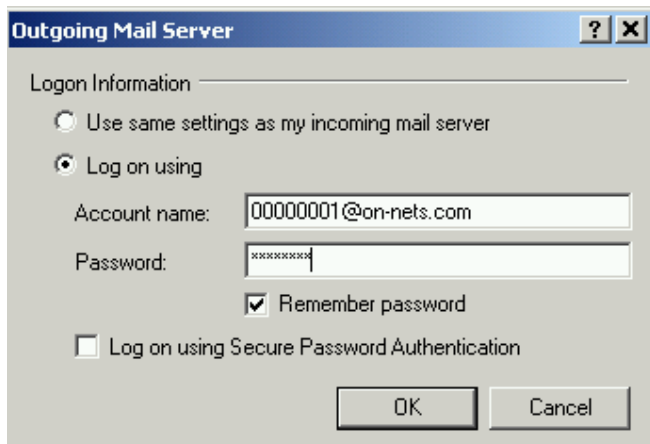 Outgoing Mail Server
Logon Information
Use same settings as my incoming mail server
Log on using
Account name: 00000001@on-nets.com
Password: ********
Remember password
Log on using Secure Password Authentication
OK Cancel